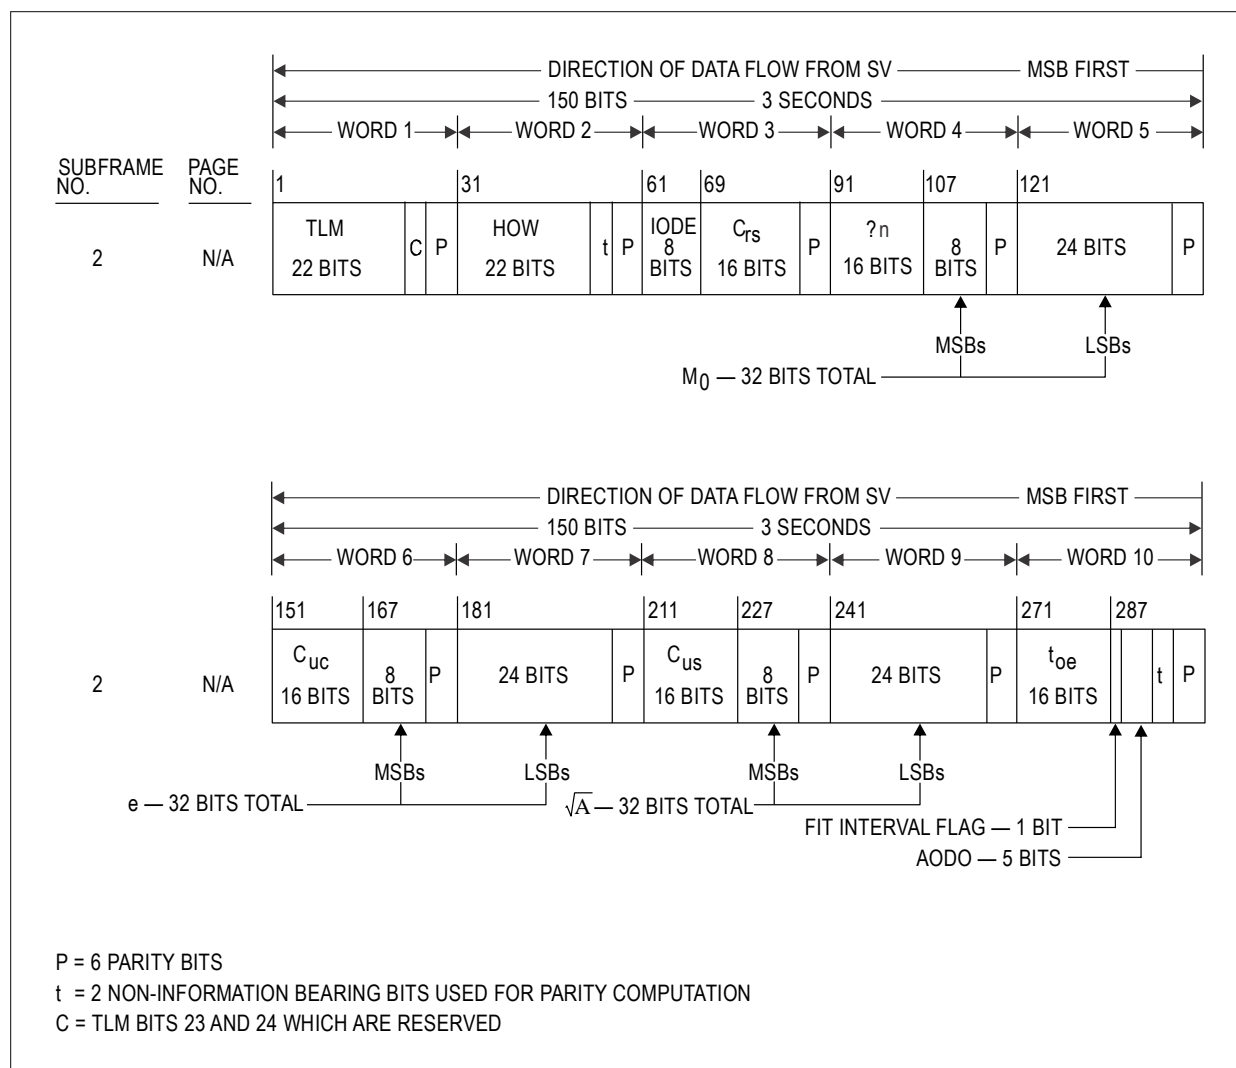 DIRECTION OF DATA FLOW FROM SV MSB FIRST
150 BITS 3 SECONDS
WORD 1 WORD 2 WORD 3 WORD 4 WORD 5
SUBFRAME NO. PAGE NO.
1 31 61 69 91 107 121
2 N/A
TLM 22 BITS C P HOW 22 BITS t P IODE 8 BITS Crs 16 BITS P ?n 16 BITS 8 BITS P 24 BITS P
MSBs LSBs
M0 — 32 BITS TOTAL
DIRECTION OF DATA FLOW FROM SV MSB FIRST
150 BITS 3 SECONDS
WORD 6 WORD 7 WORD 8 WORD 9 WORD 10
151 167 181 211 227 241 271 287
2 N/A
Cuc 16 BITS 8 BITS P 24 BITS P Cus 16 BITS 8 BITS P 24 BITS P toe 16 BITS t P
MSBs LSBs MSBs LSBs
e — 32 BITS TOTAL √A — 32 BITS TOTAL
FIT INTERVAL FLAG — 1 BIT
AODO — 5 BITS
P = 6 PARITY BITS
t = 2 NON-INFORMATION BEARING BITS USED FOR PARITY COMPUTATION
C = TLM BITS 23 AND 24 WHICH ARE RESERVED